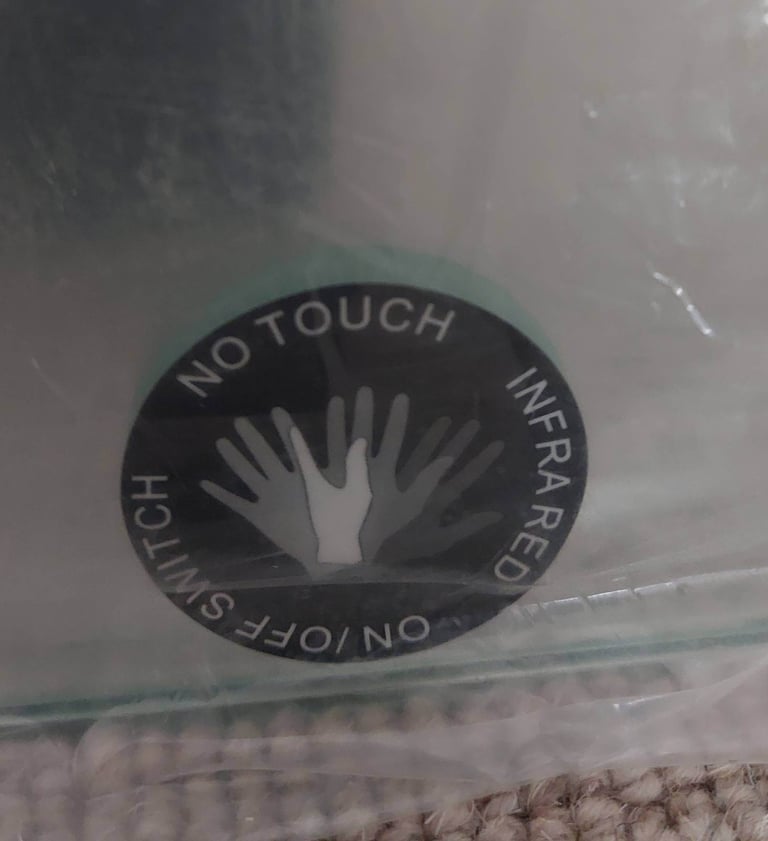 NO TOUCH
INFRA RED
ON/OFF SWITCH